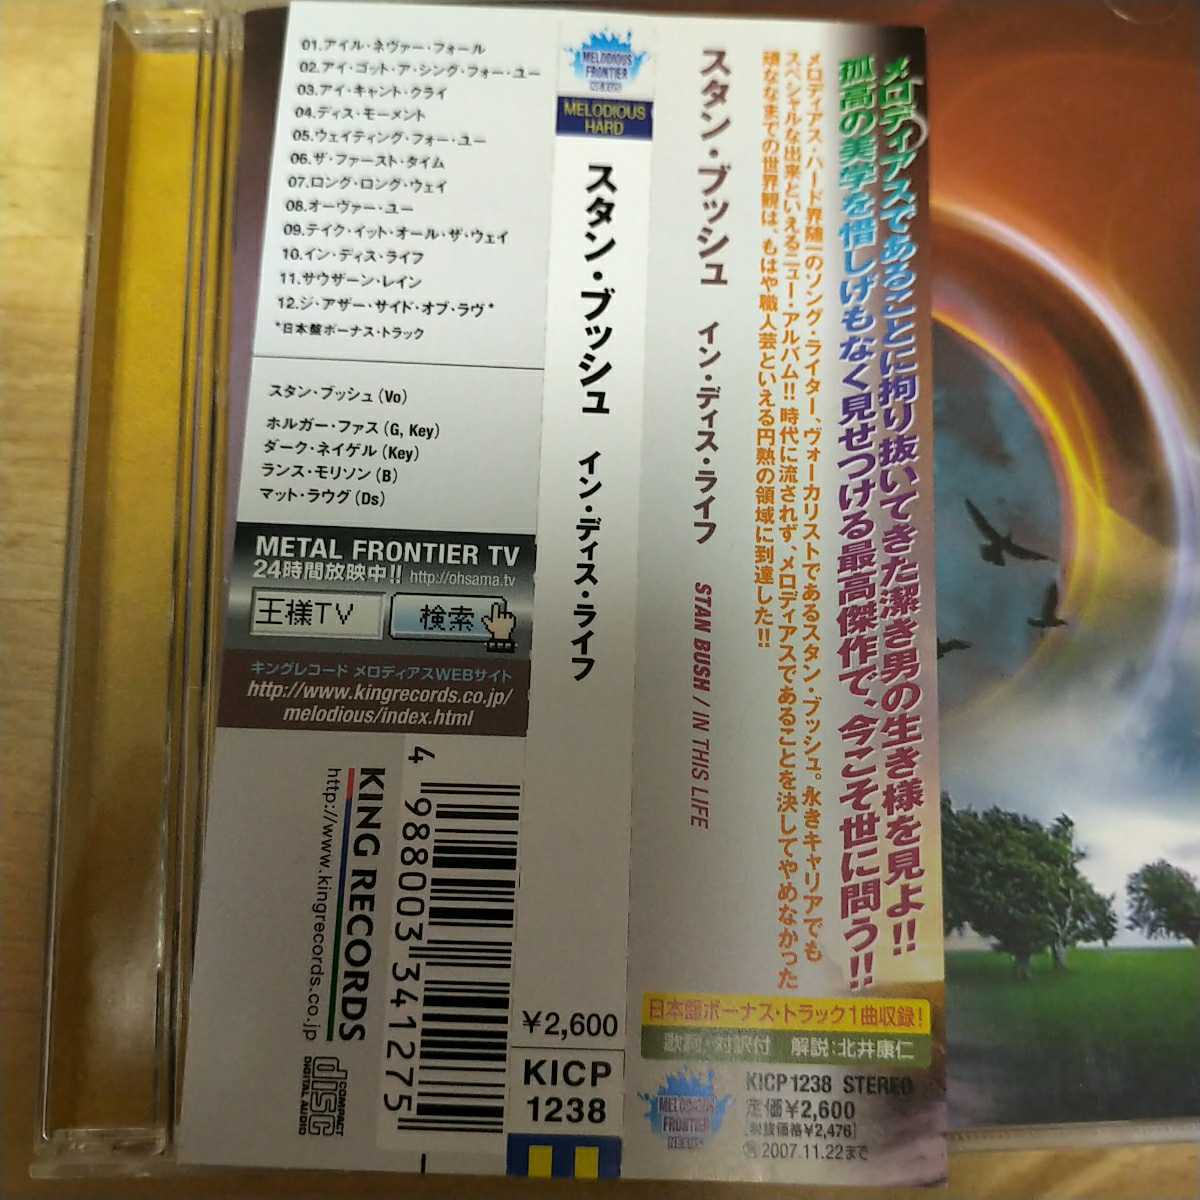 01.アイル・ネヴァー・フォール
02.アイ・ゴット・ア・シング・フォー・ユー
03.アイ・キャント・クライ
04.ディス・モーメント
05.ウェイティング・フォー・ユー
06.ザ・ファースト・タイム
07.ロング・ロング・ウェイ
08.オーヴァー・ユー
09.テイク・イット・オール・ザ・ウェイ
10.イン・ディス・ライフ
11.サウザーン・レイン
12.ジ・アザー・サイド・オブ・ラヴ*
*日本盤ボーナス・トラック
スタン・ブッシュ(Vo)
ホルガー・ファス(G, Key)
ダーク・ネイゲル(Key)
ランス・モリソン(B)
マット・ラウグ(Ds)
METAL FRONTIER TV
24時間放映中!! http://ohsama.tv
王様TV 検索
キングレコード メロディアスWEBサイト
http://www.kingrecords.co.jp/
melodious/index.html
KING RECORDS
http://www.kingrecords.co.jp
4 988003 341275
COMPACT
disc
DIGITAL AUDIO
MELODIOUS
FRONTIER
MELODIOUS
HARD
スタン・ブッシュ イン・ディス・ライフ
¥2,600
KICP
1238
メロディアスであることに拘り抜いてきた潔き男の生き様を見よ!!
孤高の美学を惜しげもなく見せつける最高傑作で、今こそ世に問う!!
メロディアス・ハード界随一のソング・ライター、ヴォーカリストであるスタン・ブッシュ。永きキャリアでも
スペシャルな出来といえるニュー・アルバム!! 時代に流されず、メロディアスであることを決してやめなかった
頑ななまでの世界観は、もはや職人芸といえる円熟の領域に到達した!!
スタン・ブッシュ イン・ディス・ライフ STAN BUSH / IN THIS LIFE
日本盤ボーナス・トラック1曲収録!
歌詞・対訳付 解説:北井康仁
MELODIOUS
FRONTIER
KICP 1238 STEREO
定価¥2,600
[税抜価格¥2,476]
2007.11.22まで